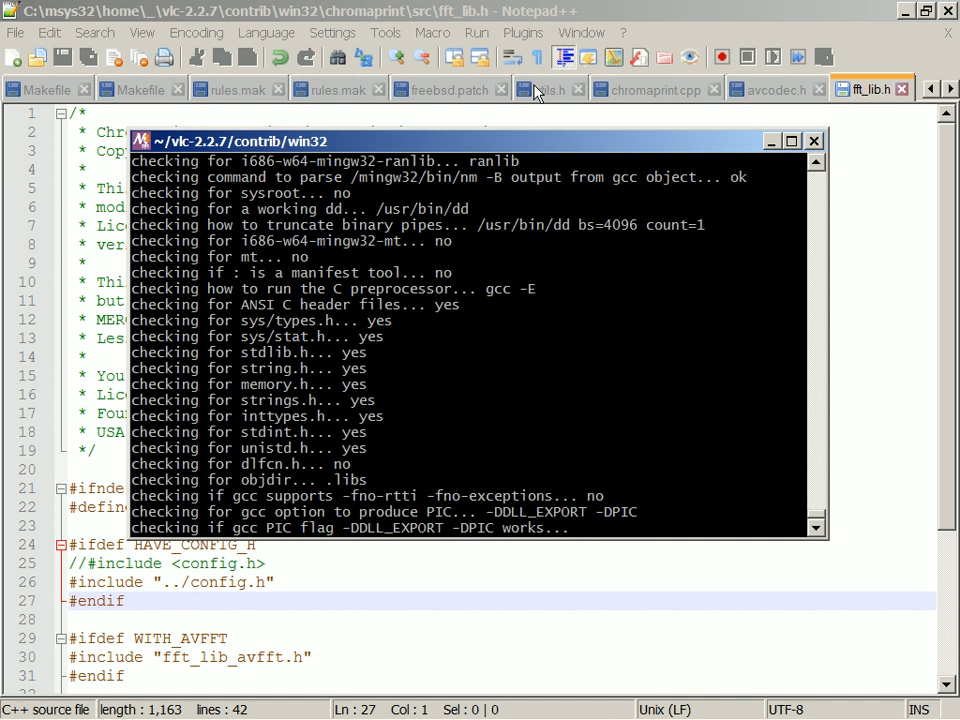 C:\msys32\home\_\vlc-2.2.7\contrib\win32\chromaprint\src\fft_lib.h - Notepad++
File Edit Search View Encoding Language Settings Tools Macro Run Plugins Window ? X
Makefile Makefile rules.mak rules.mak freebsd.patch ils.h chromaprint.cpp avcodec.h fft_lib.h
1 /*
2 * Chr
3 * Cop
4 *
5 * Thi
6 * mod
7 * Lic
8 * ver
9 *
10 * Thi
11 * but
12 * MER
13 * Les
14 *
15 * You
16 * Lic
17 * Fou
18 * USA
19 */
20
21 #ifnde
22 #defin
23
24 #ifdef HAVE_CONFIG_H
25 //#include <config.h>
26 #include "../config.h"
27 #endif
28
29 #ifdef WITH_AVFFT
30 #include "fft_lib_avfft.h"
31 #endif
~/vlc-2.2.7/contrib/win32
checking for i686-w64-mingw32-ranlib... ranlib
checking command to parse /mingw32/bin/nm -B output from gcc object... ok
checking for sysroot... no
checking for a working dd... /usr/bin/dd
checking how to truncate binary pipes... /usr/bin/dd bs=4096 count=1
checking for i686-w64-mingw32-mt... no
checking for mt... no
checking if : is a manifest tool... no
checking how to run the C preprocessor... gcc -E
checking for ANSI C header files... yes
checking for sys/types.h... yes
checking for sys/stat.h... yes
checking for stdlib.h... yes
checking for string.h... yes
checking for memory.h... yes
checking for strings.h... yes
checking for inttypes.h... yes
checking for stdint.h... yes
checking for unistd.h... yes
checking for dlfcn.h... no
checking for objdir... .libs
checking if gcc supports -fno-rtti -fno-exceptions... no
checking for gcc option to produce PIC... -DDLL_EXPORT -DPIC
checking if gcc PIC flag -DDLL_EXPORT -DPIC works...
C++ source file length : 1,163 lines : 42 Ln : 27 Col : 1 Sel : 0 | 0 Unix (LF) UTF-8 INS